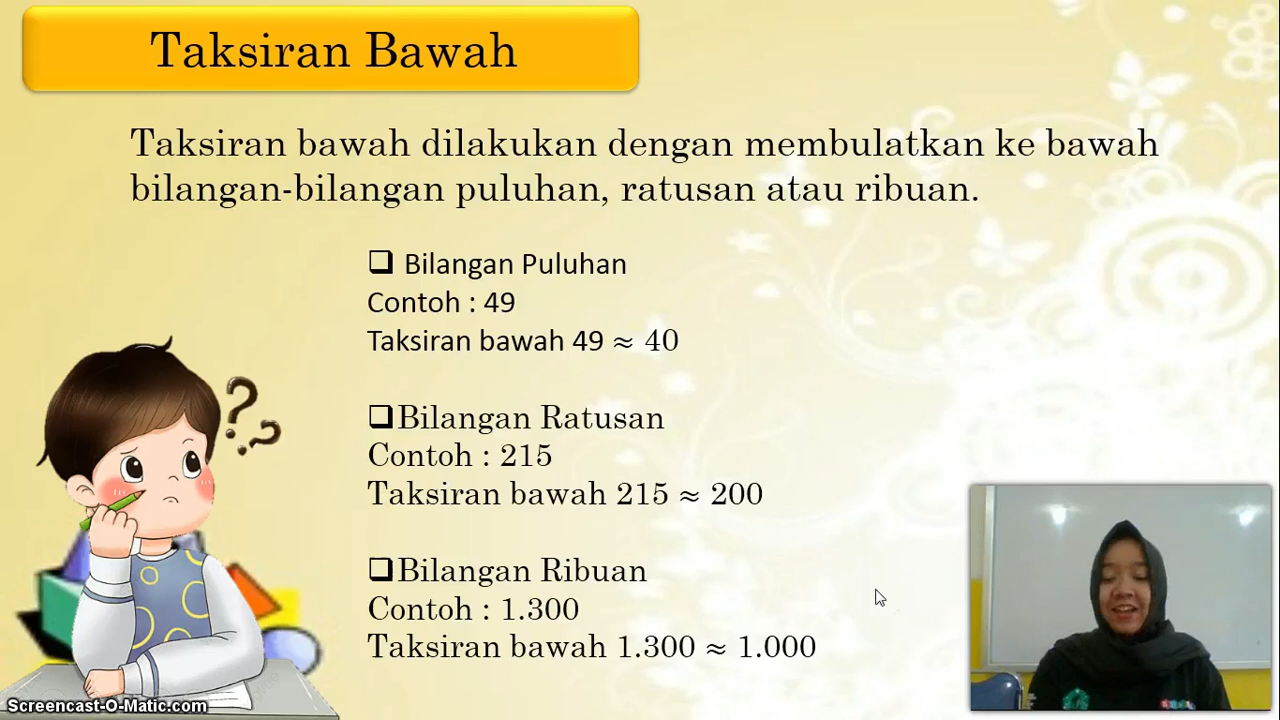 Taksiran Bawah
Taksiran bawah dilakukan dengan membulatkan ke bawah
bilangan-bilangan puluhan, ratusan atau ribuan.
❑ Bilangan Puluhan
Contoh : 49
Taksiran bawah 49 ≈ 40
❑Bilangan Ratusan
Contoh : 215
Taksiran bawah 215 ≈ 200
❑Bilangan Ribuan
Contoh : 1.300
Taksiran bawah 1.300 ≈ 1.000
Screencast-O-Matic.com